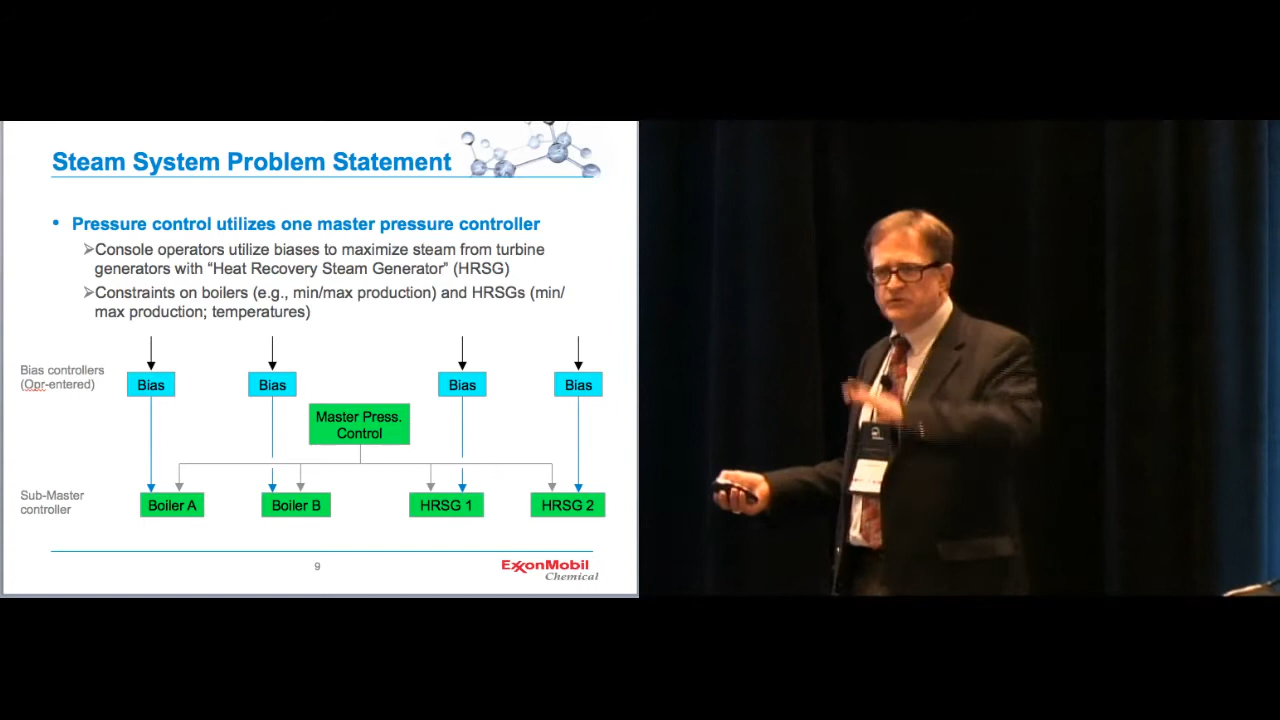 Steam System Problem Statement
• Pressure control utilizes one master pressure controller
➢Console operators utilize biases to maximize steam from turbine
generators with “Heat Recovery Steam Generator” (HRSG)
➢Constraints on boilers (e.g., min/max production) and HRSGs (min/
max production; temperatures)
Bias controllers
(Opr-entered)
Bias
Bias
Bias
Bias
Master Press.
Control
Sub-Master
controller
Boiler A
Boiler B
HRSG 1
HRSG 2
9
ExxonMobil
Chemical